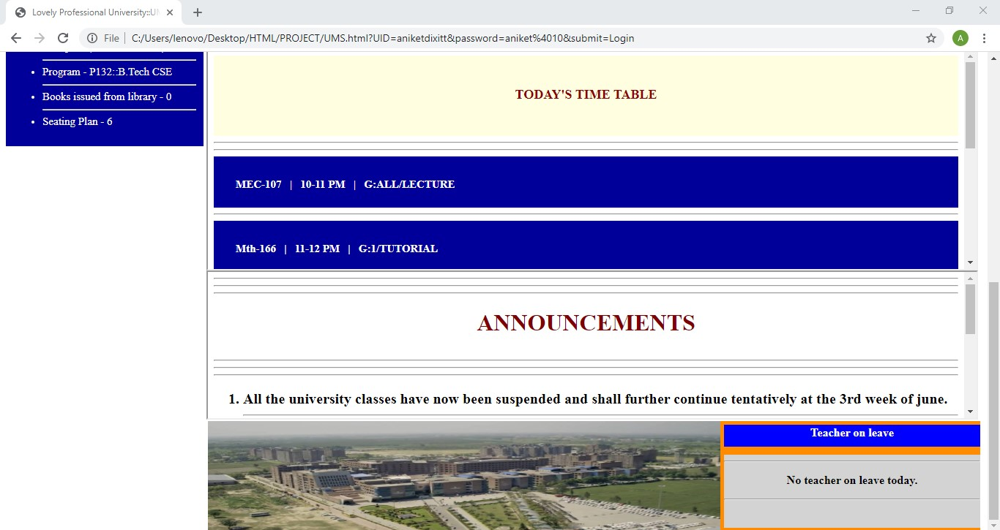 Lovely Professional University::UN
File
C:/Users/lenovo/Desktop/HTML/PROJECT/UMS.html?UID=aniketdixitt&password=aniket%4010&submit=Login
A
Program - P132::B.Tech CSE
Books issued from library - 0
Seating Plan - 6
TODAY'S TIME TABLE
MEC-107 | 10-11 PM | G:ALL/LECTURE
Mth-166 | 11-12 PM | G:1/TUTORIAL
ANNOUNCEMENTS
1. All the university classes have now been suspended and shall further continue tentatively at the 3rd week of june.
Teacher on leave
No teacher on leave today.